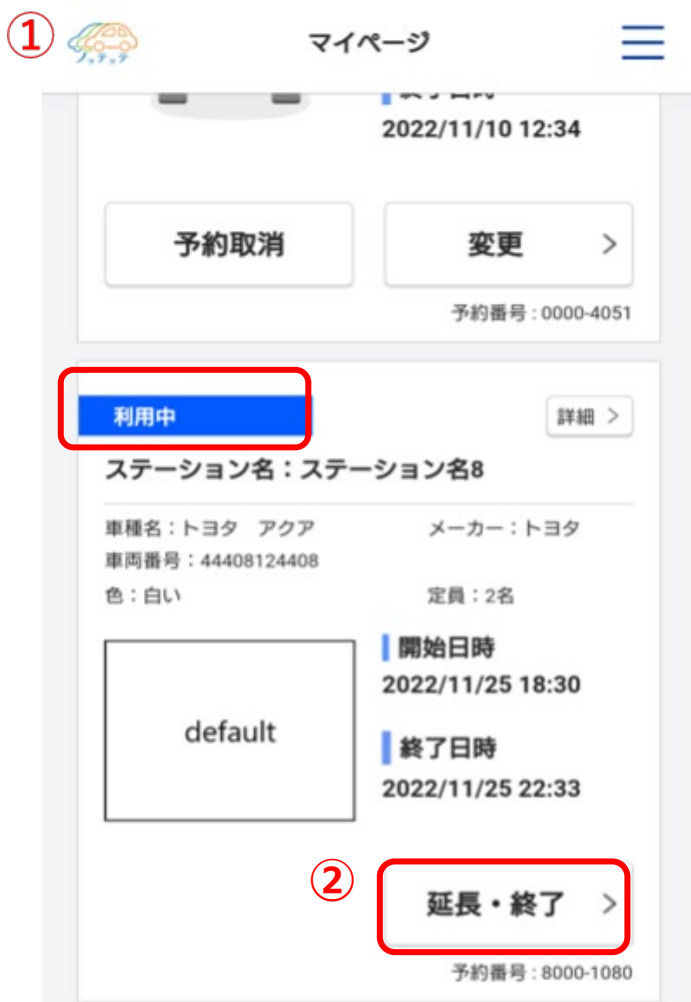 ①
ノッテッテ
マイページ
2022/11/10 12:34
予約取消
変更 >
予約番号 : 0000-4051
利用中
詳細 >
ステーション名：ステーション名8
車種名：トヨタ　アクア
メーカー：トヨタ
車両番号：44408124408
色：白い
定員：2名
default
開始日時
2022/11/25 18:30
終了日時
2022/11/25 22:33
②
延長・終了 >
予約番号 : 8000-1080